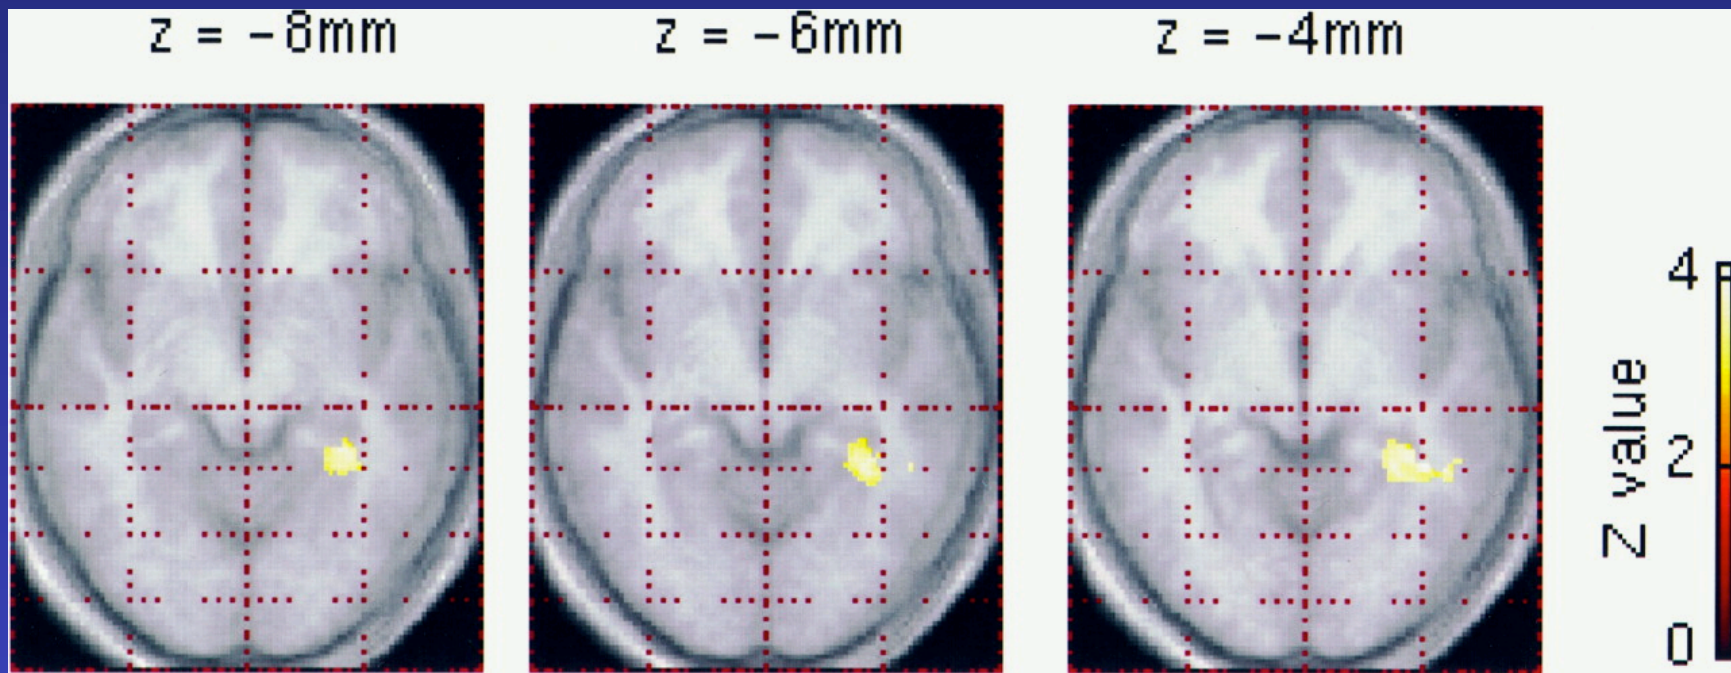 z = -8mm
z = -6mm
z = -4mm
4
2
0
Z value